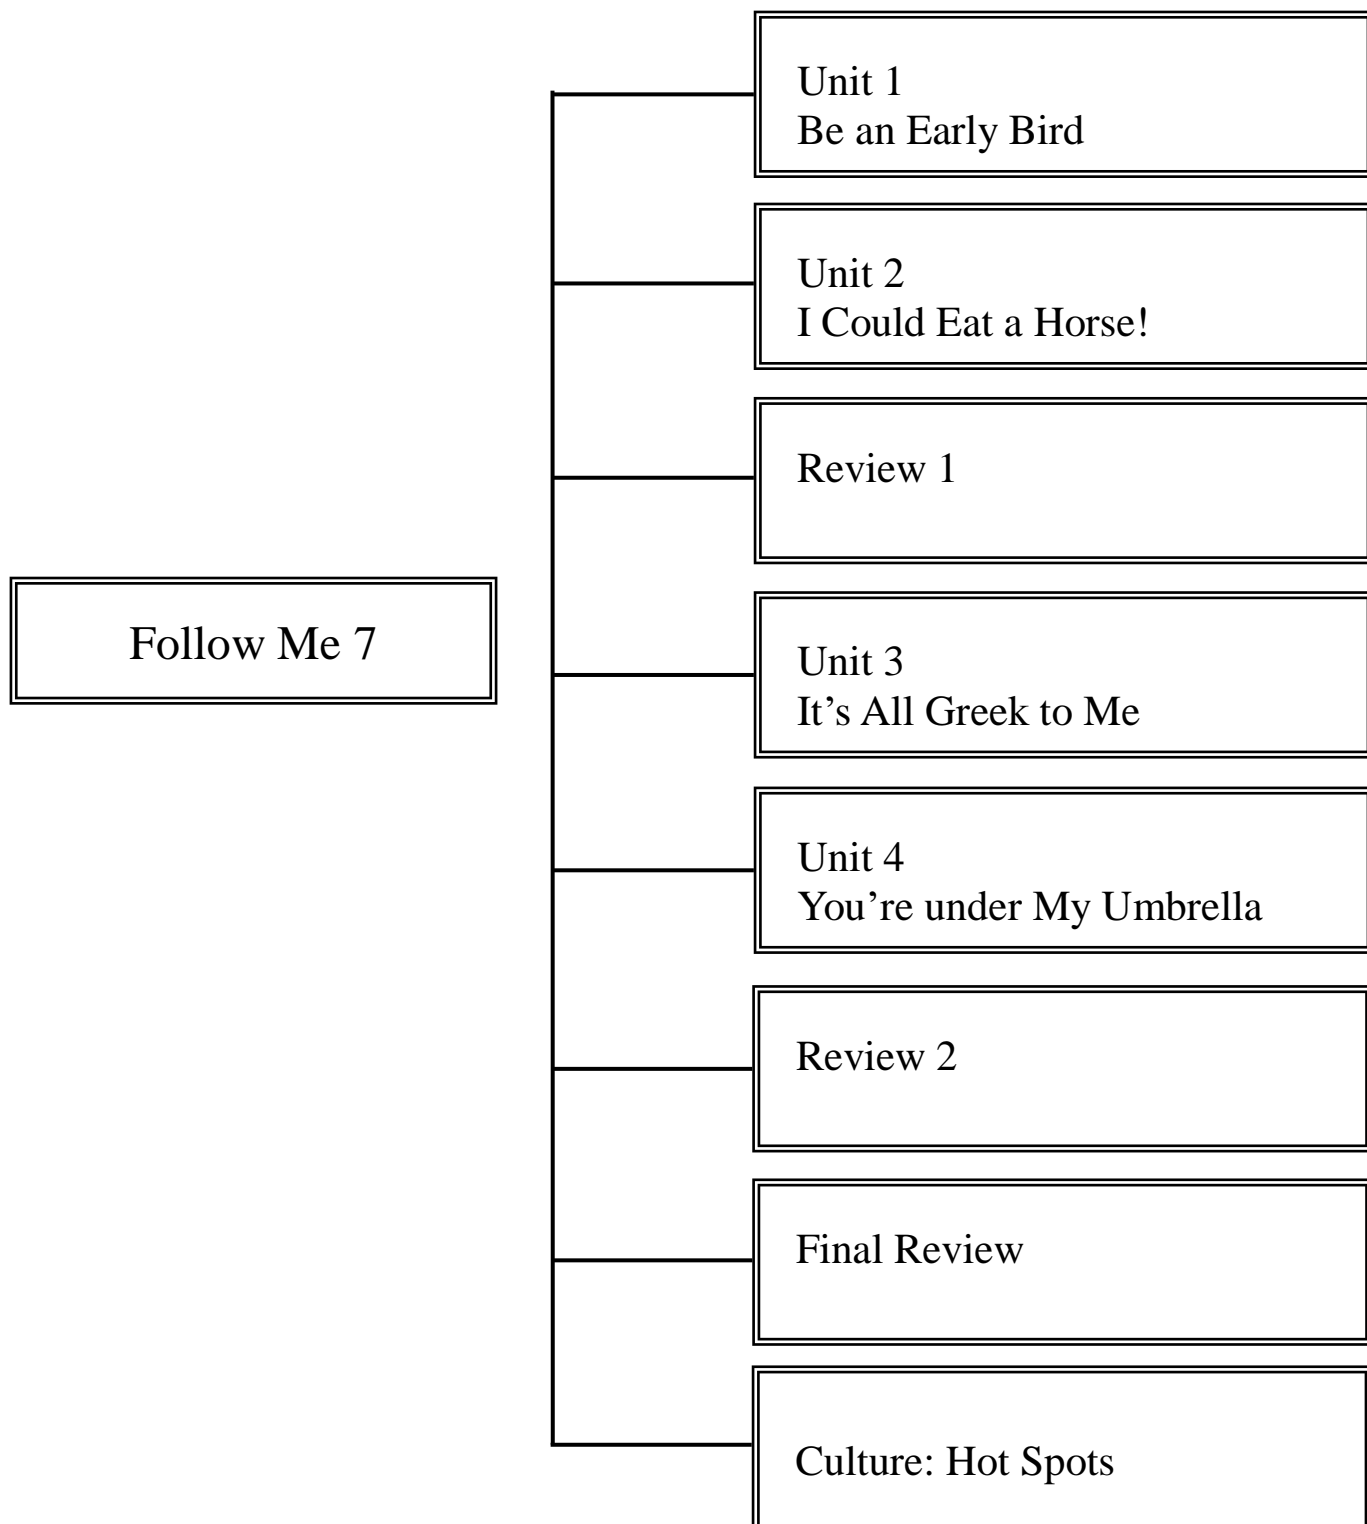 Follow Me 7
Unit 1
Be an Early Bird
Unit 2
I Could Eat a Horse!
Review 1
Unit 3
It’s All Greek to Me
Unit 4
You’re under My Umbrella
Review 2
Final Review
Culture: Hot Spots